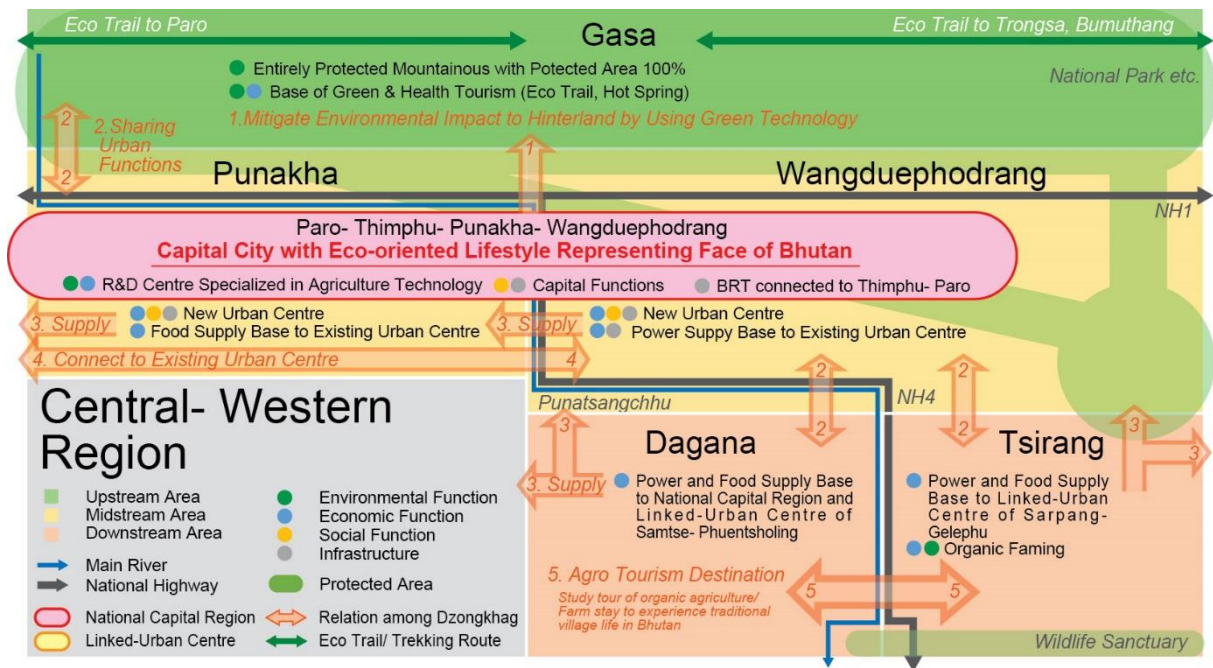 Eco Trail to Paro
Eco Trail to Trongsa, Bumuthang
Gasa
Entirely Protected Mountainous with Potected Area 100%
National Park etc.
Base of Green & Health Tourism (Eco Trail, Hot Spring)
1.Mitigate Environmental Impact to Hinterland by Using Green Technology
2
2.Sharing
Urban
Functions
2
1
Punakha
Wangduephodrang
NH1
Paro- Thimphu- Punakha- Wangduephodrang
Capital City with Eco-oriented Lifestyle Representing Face of Bhutan
R&D Centre Specialized in Agriculture Technology
Capital Functions
BRT connected to Thimphu- Paro
3. Supply
New Urban Centre
Food Supply Base to Existing Urban Centre
3. Supply
New Urban Centre
Power Suppy Base to Existing Urban Centre
4. Connect to Existing Urban Centre
4
2
2
2
2
Punatsangchhu
NH4
Central- Western
Region
Upstream Area
Midstream Area
Downstream Area
Main River
National Highway
National Capital Region
Linked-Urban Centre
Environmental Function
Economic Function
Social Function
Infrastructure
Protected Area
Relation among Dzongkhag
Eco Trail/ Trekking Route
3
3. Supply
Dagana
Power and Food Supply Base
to National Capital Region and
Linked-Urban Centre of
Samtse- Phuentsholing
Tsirang
3
3
Power and Food Supply
Base to Linked-Urban
Centre of Sarpang-
Gelephu
Organic Faming
5. Agro Tourism Destination
Study tour of organic agriculture/
Farm stay to experience traditional
village life in Bhutan
5
5
Wildlife Sanctuary